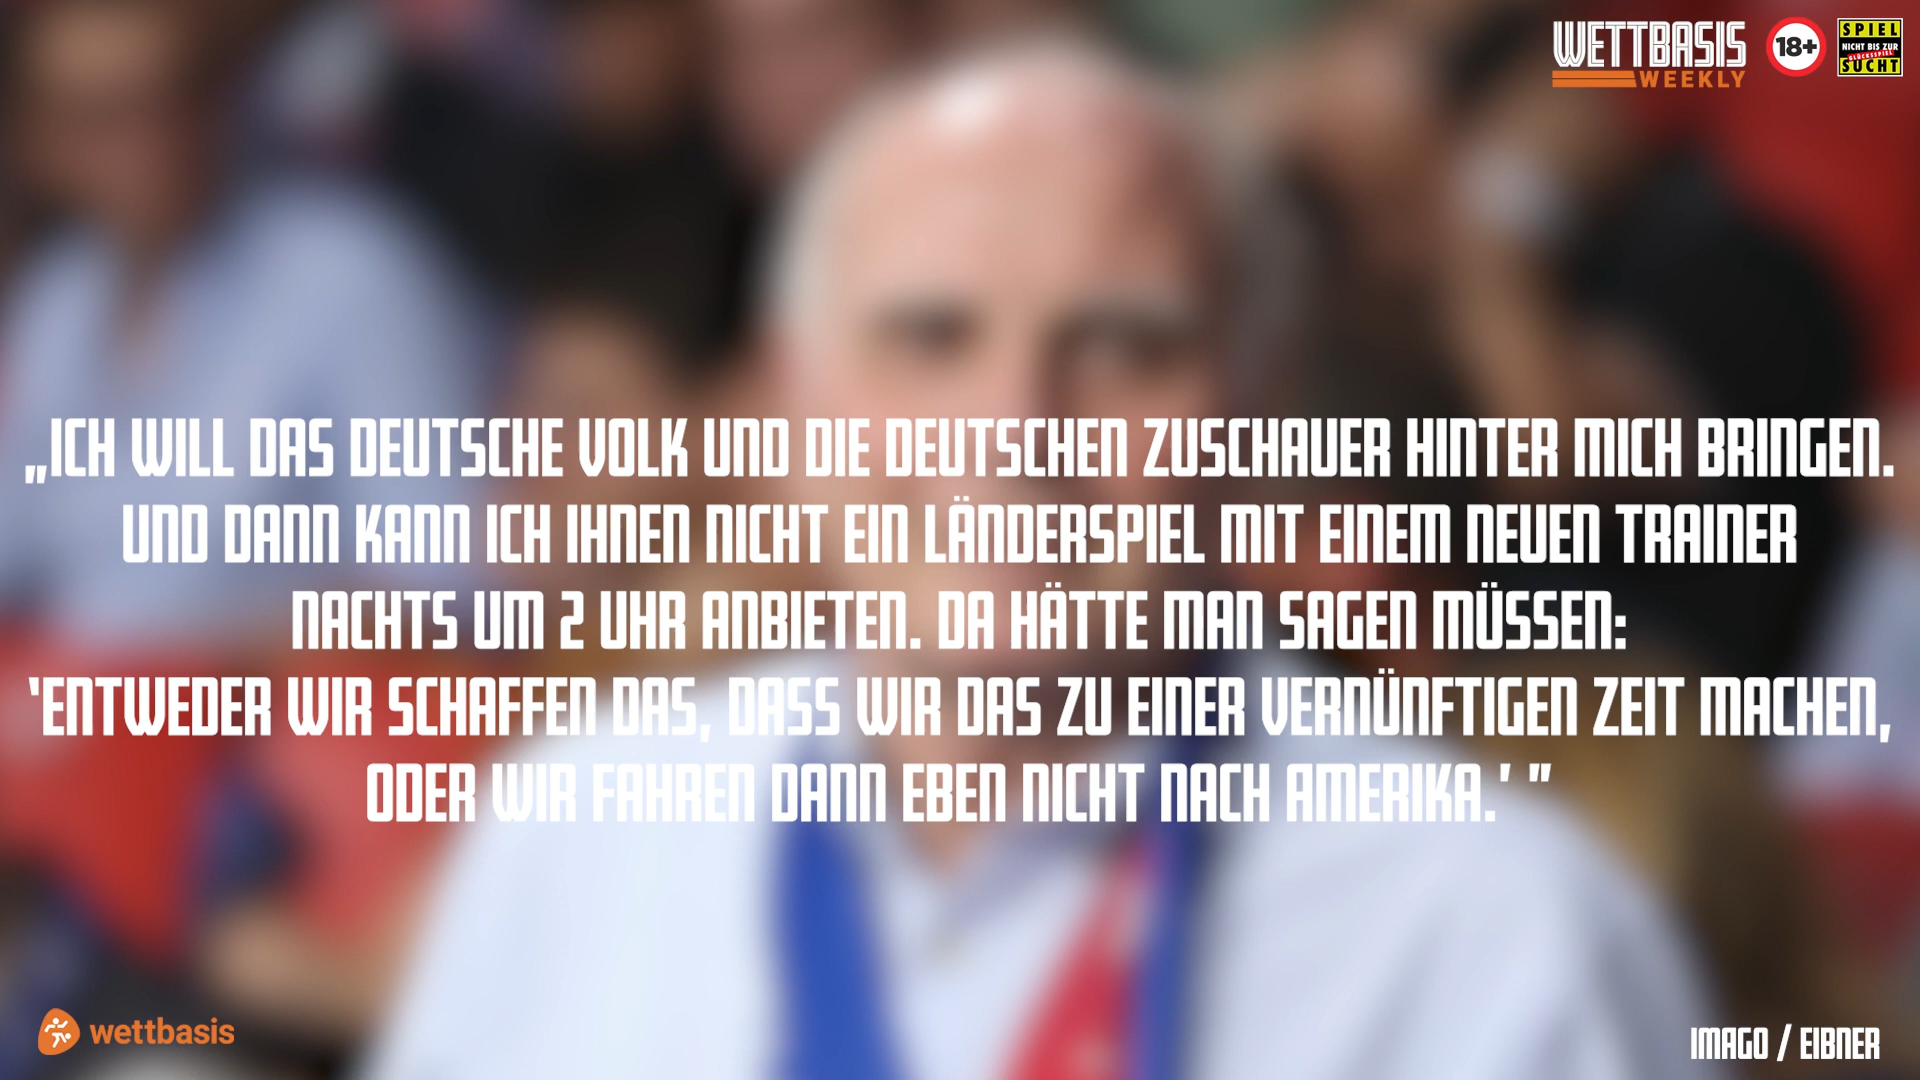 WETTBASIS
WEEKLY
18+
SPIEL
NICHT BIS ZUR
GLÜCKSSPIEL
SUCHT
„ICH WILL DAS DEUTSCHE VOLK UND DIE DEUTSCHEN ZUSCHAUER HINTER MICH BRINGEN.
UND DANN KANN ICH IHNEN NICHT EIN LÄNDERSPIEL MIT EINEM NEUEN TRAINER
NACHTS UM 2 UHR ANBIETEN. DA HÄTTE MAN SAGEN MÜSSEN:
'ENTWEDER WIR SCHAFFEN DAS, DASS WIR DAS ZU EINER VERNÜNFTIGEN ZEIT MACHEN,
ODER WIR FAHREN DANN EBEN NICHT NACH AMERIKA.' "
wettbasis
IMAGO / EIBNER